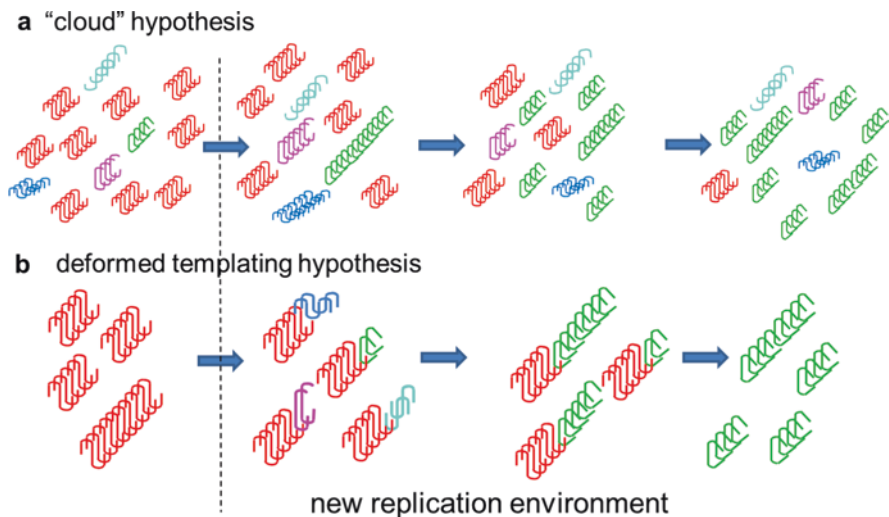 a “cloud” hypothesis
b deformed templating hypothesis
new replication environment